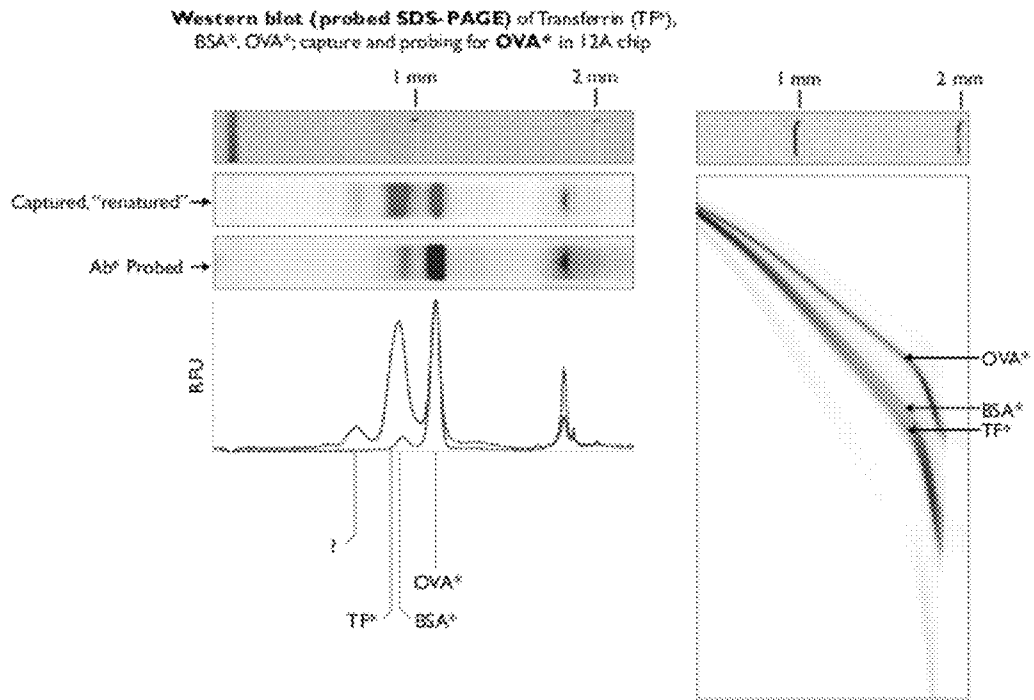 Western blot (probed SDS-PAGE) of Transferrin (TF*),
BSA*, OVA*; capture and probing for OVA* in 12A chip
1 mm
2 mm
1 mm
2 mm
Captured, "renatured"
Ab* Probed
RFU
OVA*
BSA*
TF*
?
OVA*
TF*
BSA*